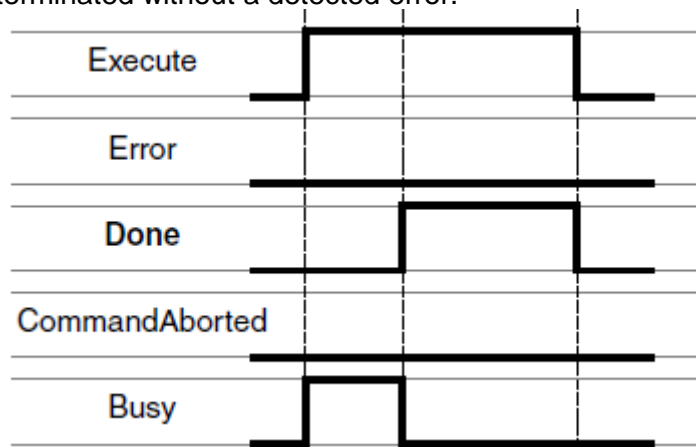 terminated without a detected error.
Execute
Error
Done
CommandAborted
Busy